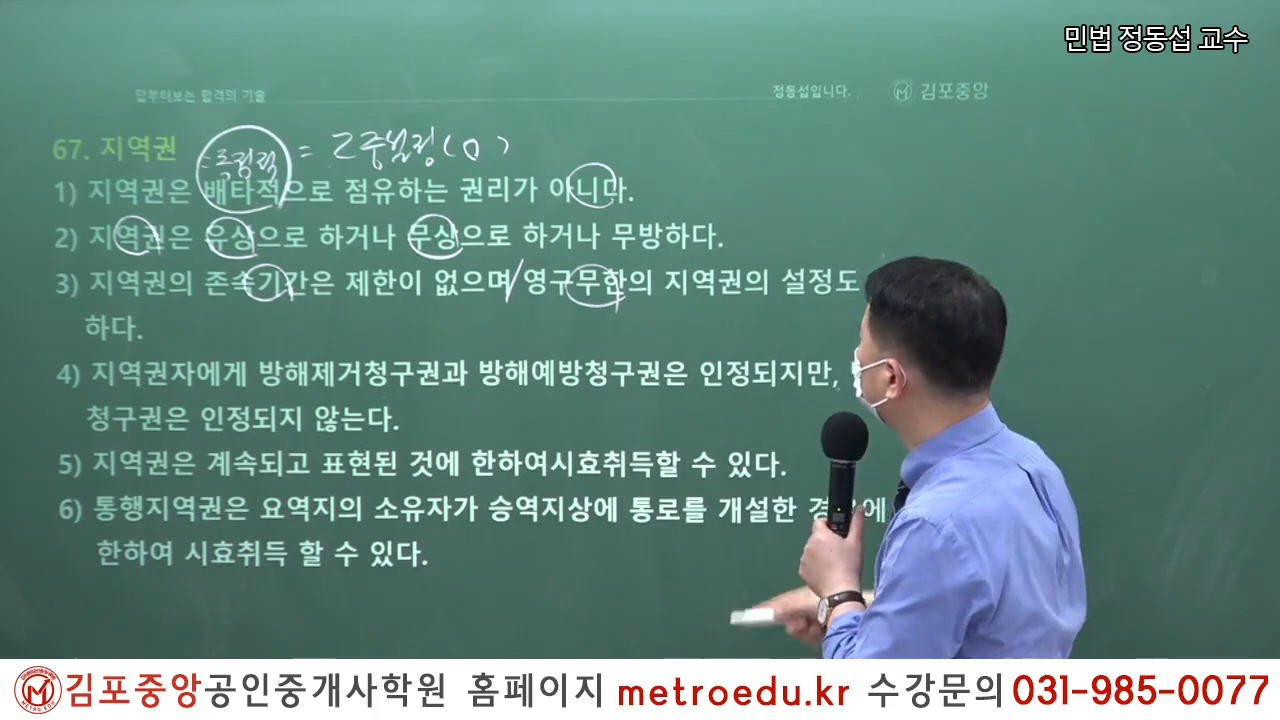 민법 정동섭 교수
답부터보는 합격의 기술
정동섭입니다.
김포중앙
67. 지역권
= 2중설정(O)
1) 지역권은 배타적으로 점유하는 권리가 아니다.
2) 지역권은 유상으로 하거나 무상으로 하거나 무방하다.
3) 지역권의 존속기간은 제한이 없으며/영구무한의 지역권의 설정도
하다.
4) 지역권자에게 방해제거청구권과 방해예방청구권은 인정되지만,
청구권은 인정되지 않는다.
5) 지역권은 계속되고 표현된 것에 한하여시효취득할 수 있다.
6) 통행지역권은 요역지의 소유자가 승역지상에 통로를 개설한
한하여 시효취득 할 수 있다.
METRO EDU
김포중앙공인중개사학원 홈페이지 metroedu.kr 수강문의 031-985-0077